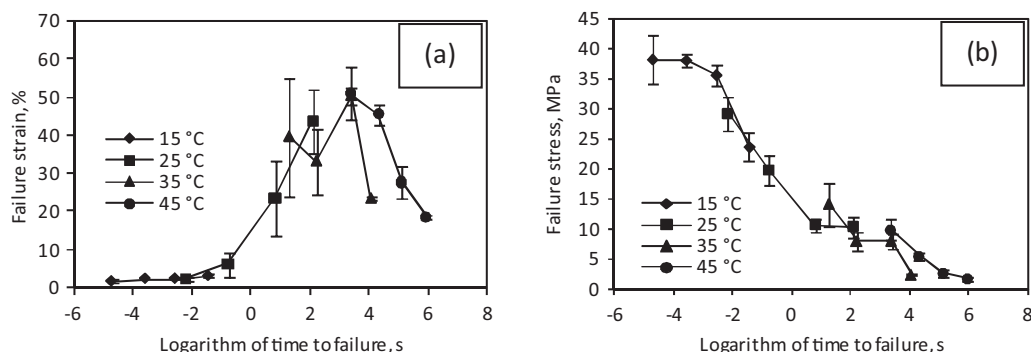 70
60
50
40
30
20
10
0
Failure strain, %
(a)
15 °C
25 °C
35 °C
45 °C
-6 -4 -2 0 2 4 6 8
Logarithm of time to failure, s
45
40
35
30
25
20
15
10
5
0
Failure stress, MPa
(b)
15 °C
25 °C
35 °C
45 °C
-6 -4 -2 0 2 4 6 8
Logarithm of time to failure, s